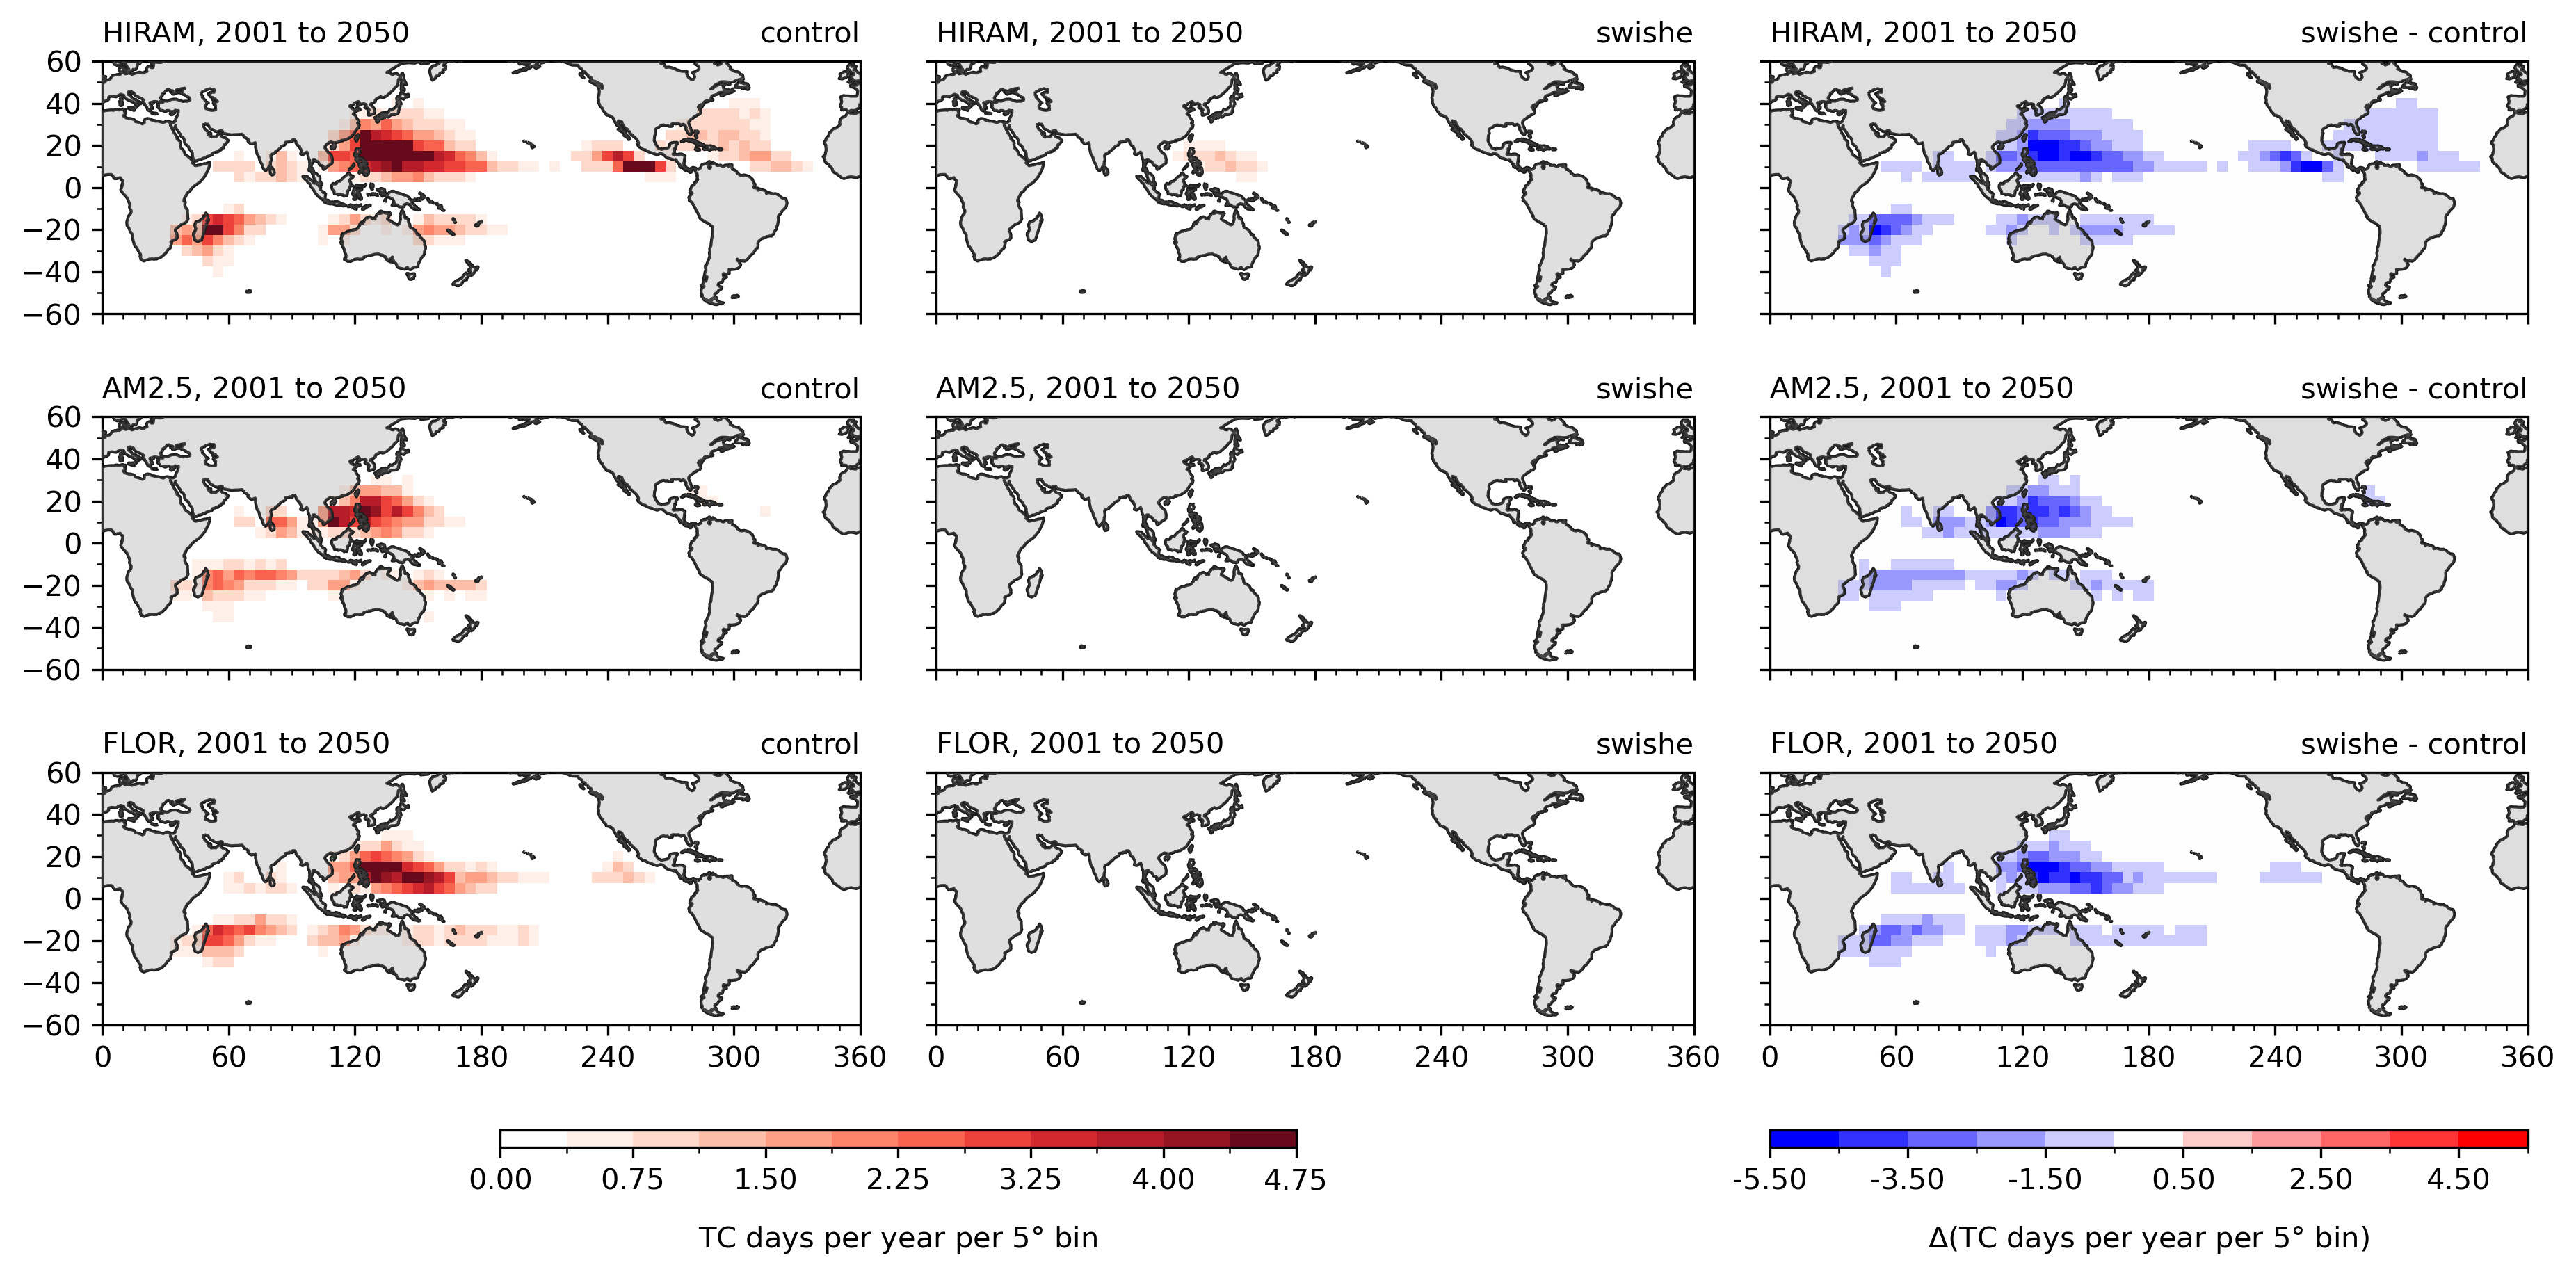 HIRAM, 2001 to 2050 control
HIRAM, 2001 to 2050 swishe
HIRAM, 2001 to 2050 swishe - control
60
40
20
0
−20
−40
−60
AM2.5, 2001 to 2050 control
AM2.5, 2001 to 2050 swishe
AM2.5, 2001 to 2050 swishe - control
60
40
20
0
−20
−40
−60
FLOR, 2001 to 2050 control
FLOR, 2001 to 2050 swishe
FLOR, 2001 to 2050 swishe - control
60
40
20
0
−20
−40
−60
0 60 120 180 240 300 360
0 60 120 180 240 300 360
0 60 120 180 240 300 360
0.00 0.75 1.50 2.25 3.25 4.00 4.75
TC days per year per 5° bin
-5.50 -3.50 -1.50 0.50 2.50 4.50
Δ(TC days per year per 5° bin)